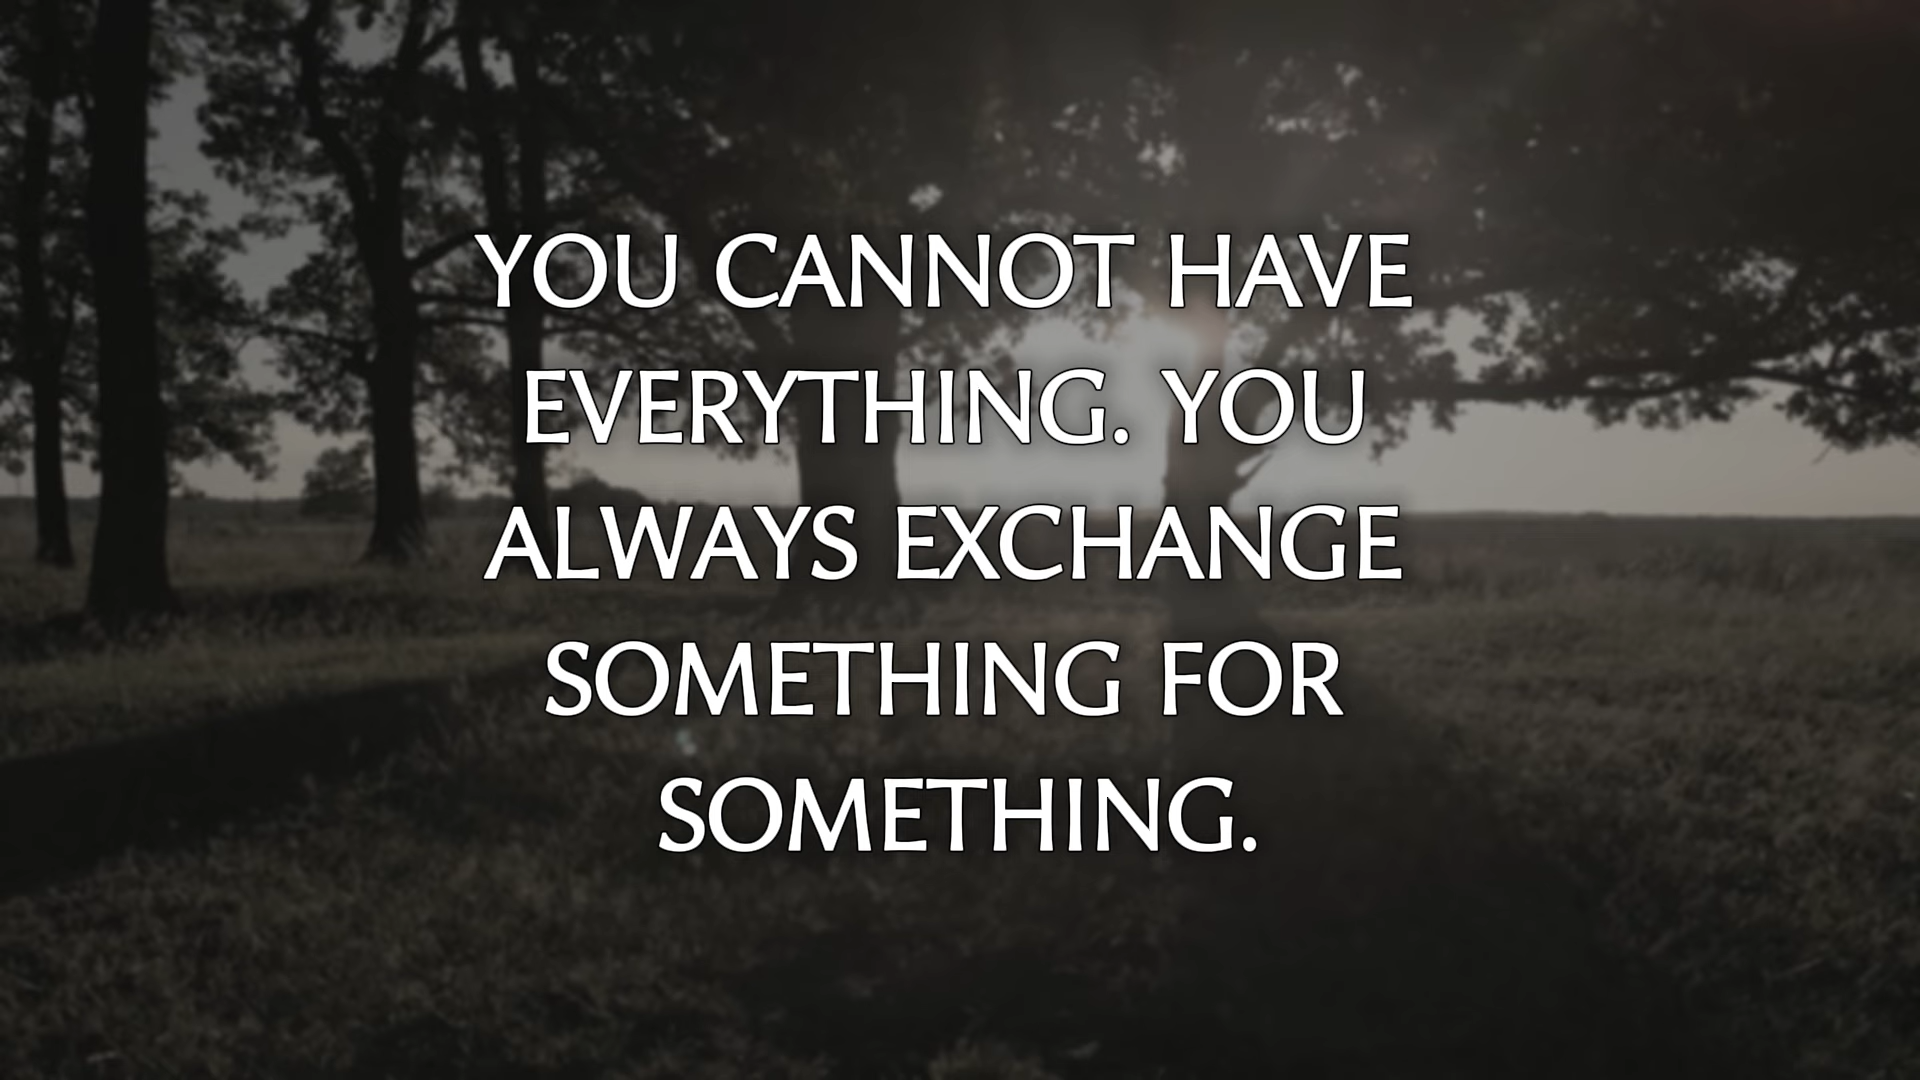 YOU CANNOT HAVE
EVERYTHING. YOU
ALWAYS EXCHANGE
SOMETHING FOR
SOMETHING.